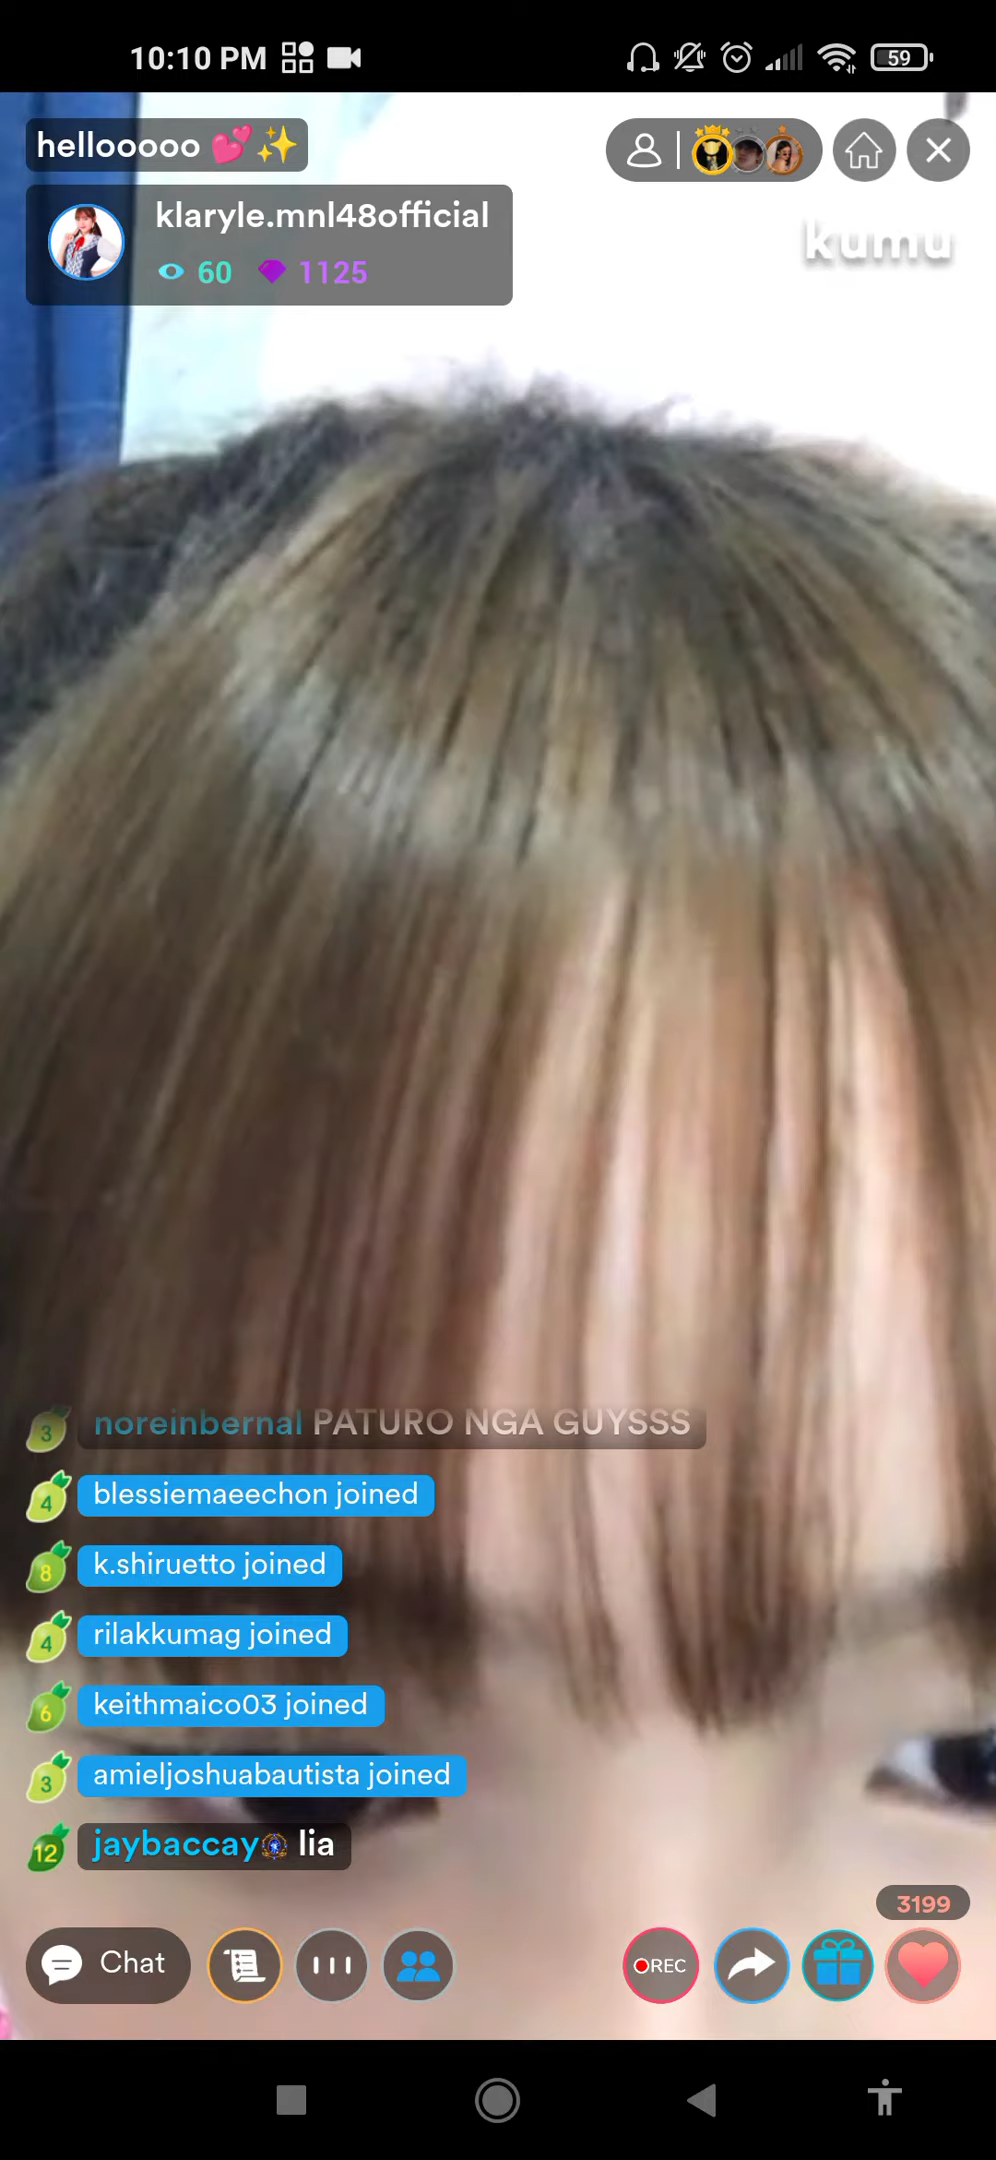 10:10 PM
59
hellooooo 💕✨
klaryle.mnl48official
60 1125
kumu
3 noreinbernal PATURO NGA GUYSSS
4 blessiemaeechon joined
8 k.shiruetto joined
4 rilakkumag joined
6 keithmaico03 joined
3 amieljoshuabautista joined
12 jaybaccay lia
3199
Chat
REC